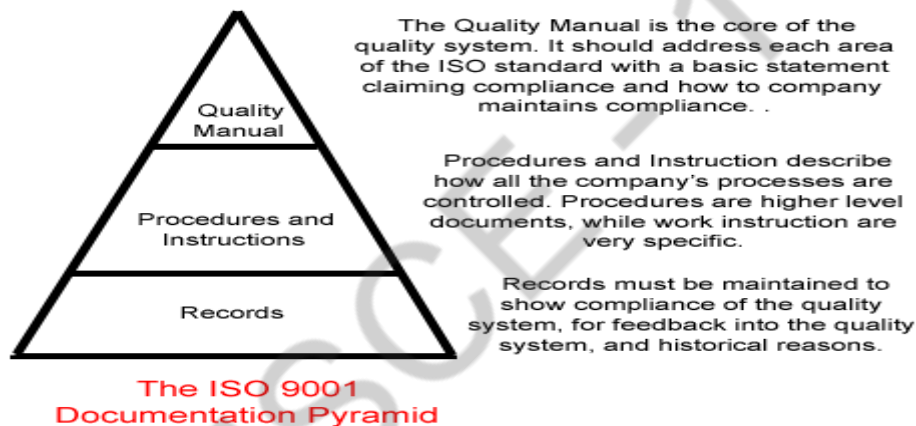 The Quality Manual is the core of the
quality system. It should address each area
of the ISO standard with a basic statement
claiming compliance and how to company
maintains compliance. .
Quality
Manual
Procedures and Instruction describe
how all the company's processes are
controlled. Procedures are higher level
documents, while work instruction are
very specific.
Procedures and
Instructions
Records must be maintained to
show compliance of the quality
system, for feedback into the quality
system, and historical reasons.
Records
The ISO 9001
Documentation Pyramid
SCE - 1